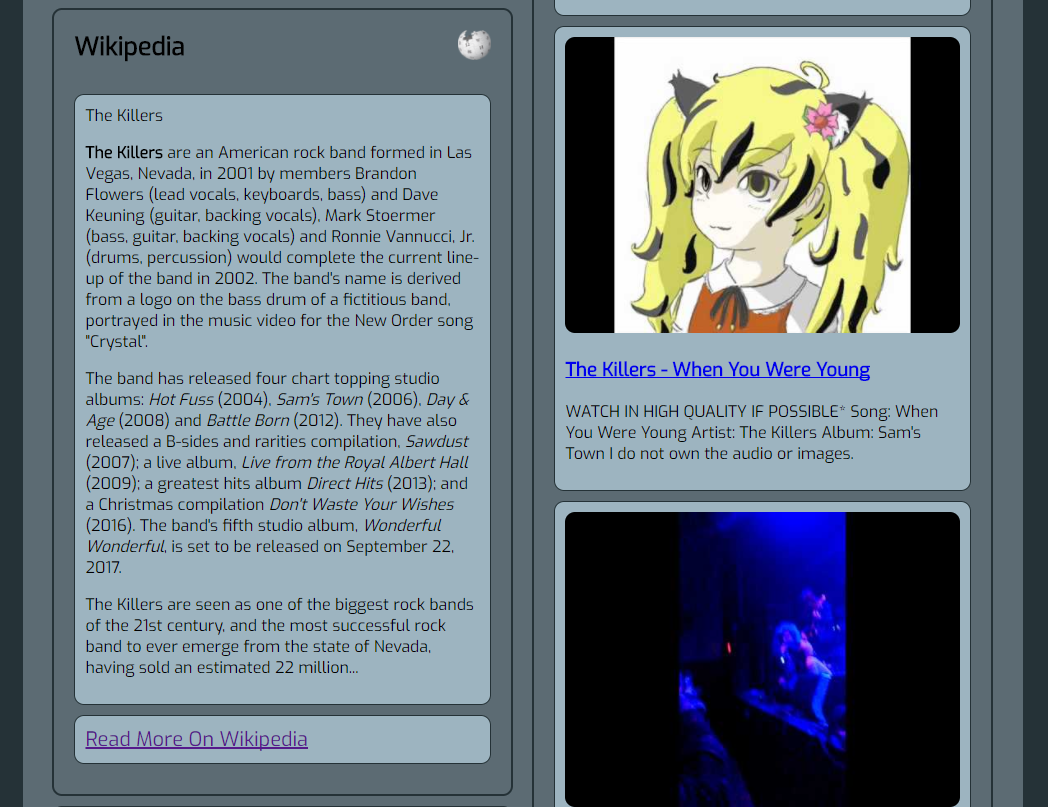 Wikipedia
The Killers
The Killers are an American rock band formed in Las
Vegas, Nevada, in 2001 by members Brandon
Flowers (lead vocals, keyboards, bass) and Dave
Keuning (guitar, backing vocals), Mark Stoermer
(bass, guitar, backing vocals) and Ronnie Vannucci, Jr.
(drums, percussion) would complete the current line-
up of the band in 2002. The band's name is derived
from a logo on the bass drum of a fictitious band,
portrayed in the music video for the New Order song
"Crystal".
The band has released four chart topping studio
albums: Hot Fuss (2004), Sam's Town (2006), Day &
Age (2008) and Battle Born (2012). They have also
released a B-sides and rarities compilation, Sawdust
(2007); a live album, Live from the Royal Albert Hall
(2009); a greatest hits album Direct Hits (2013); and
a Christmas compilation Don't Waste Your Wishes
(2016). The band's fifth studio album, Wonderful
Wonderful, is set to be released on September 22,
2017.
The Killers are seen as one of the biggest rock bands
of the 21st century, and the most successful rock
band to ever emerge from the state of Nevada,
having sold an estimated 22 million...
Read More On Wikipedia
The Killers - When You Were Young
WATCH IN HIGH QUALITY IF POSSIBLE* Song: When
You Were Young Artist: The Killers Album: Sam's
Town I do not own the audio or images.